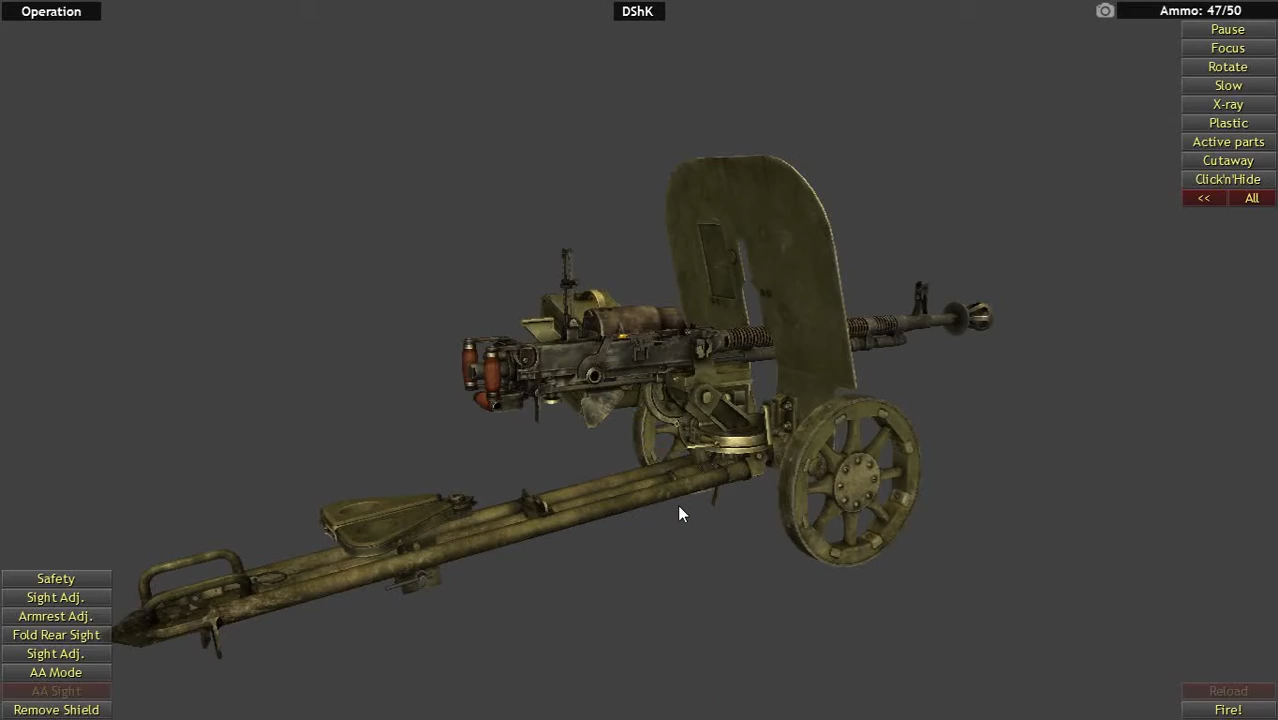 Operation
DShK
Ammo: 47/50
Pause
Focus
Rotate
Slow
X-ray
Plastic
Active parts
Cutaway
Click'n'Hide
<< All
Safety
Sight Adj.
Armrest Adj.
Fold Rear Sight
Sight Adj.
AA Mode
AA Sight
Remove Shield
Reload
Fire!